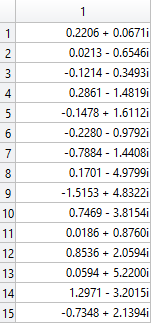 1
1 0.2206 + 0.0671i
2 0.0213 - 0.6546i
3 -0.1214 - 0.3493i
4 0.2861 - 1.4819i
5 -0.1478 + 1.6112i
6 -0.2280 - 0.9792i
7 -0.7884 - 1.4408i
8 0.1701 - 4.9799i
9 -1.5153 + 4.8322i
10 0.7469 - 3.8154i
11 0.0186 + 0.8760i
12 0.8536 + 2.0594i
13 0.0594 + 5.2200i
14 1.2971 - 3.2015i
15 -0.7348 + 2.1394i